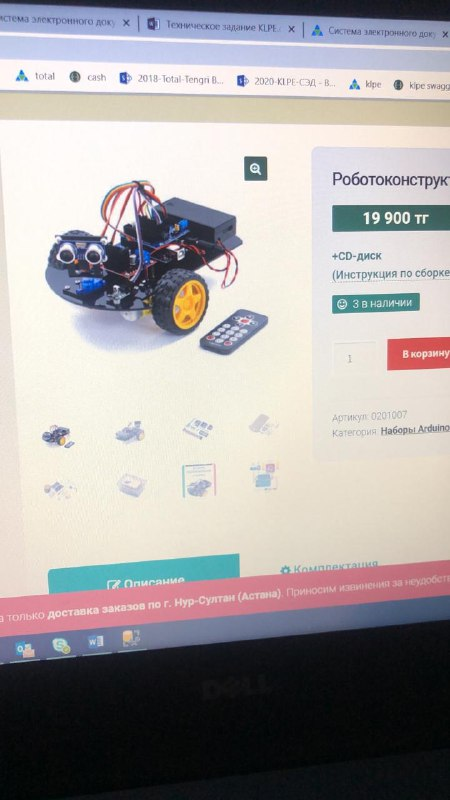 истема электронного доку
Техническое задание KLPE..
Система электронного докум
total
cash
2018-Total-Tengri B...
2020-KLPE-СЭД – B...
klpe
klpe swagg
Роботоконструкт
19 900 тг
+CD-диск
(Инструкция по сборке
3 в наличии
1
В корзину
Артикул: 0201007
Категория: Наборы Arduino
Описание
Комплектация
а только доставка заказов по г. Нур-Султан (Астана). Приносим извинения за неудобств
DELL